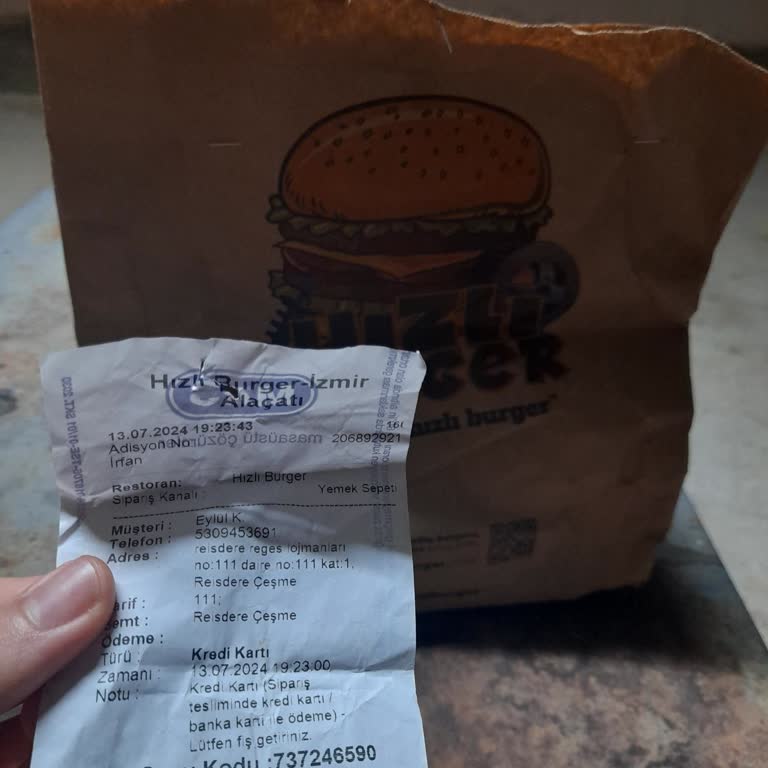 HIZLI
hızlı burger
Hızlı Burger-İzmir
Alaçatı
13.07.2024 19:23:43
Adisyon No 206892921
İrfan
Restoran: Hızlı Burger
Sipariş Kanalı : Yemek Sepeti
Müşteri : Eylül K.
Telefon : 5309453691
Adres : reisdere reges lojmanları
no:111 daire no:111 kat:1,
Reisdere Çeşme
arif : 111;
emt : Reisdere Çeşme
Ödeme :
Türü : Kredi Kartı
Zamanı : 13.07.2024 19:23:00
Notu : Kredi Kartı (Sipariş
tesliminde kredi kartı /
banka kartı ile ödeme) -
Lütfen fiş getiriniz.
Kodu :737246590